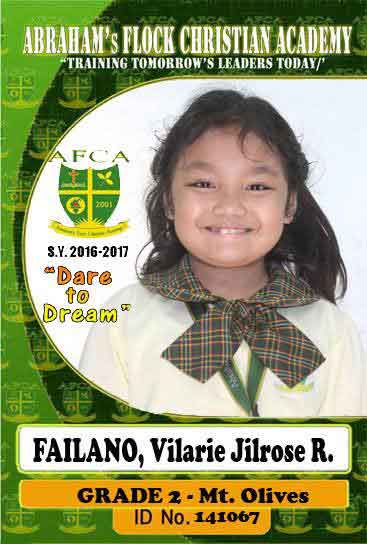 ABRAHAM's FLOCK CHRISTIAN ACADEMY
"TRAINING TOMORROW'S LEADERS TODAY!'
AFCA
2001
S.Y. 2016-2017
"Dare
to
Dream"
FAILANO, Vilarie Jilrose R.
GRADE 2 - Mt. Olives
ID No. 141067